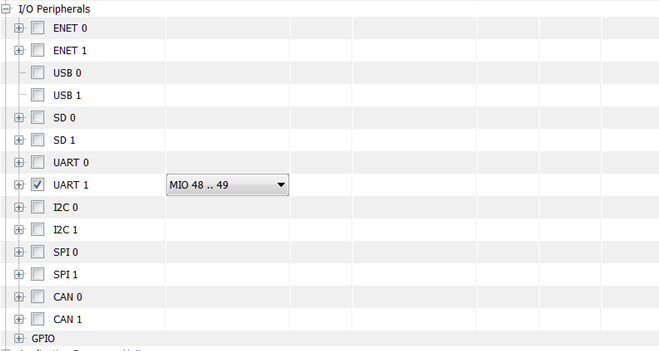 I/O Peripherals
ENET 0
ENET 1
USB 0
USB 1
SD 0
SD 1
UART 0
UART 1 MIO 48 .. 49
I2C 0
I2C 1
SPI 0
SPI 1
CAN 0
CAN 1
GPIO